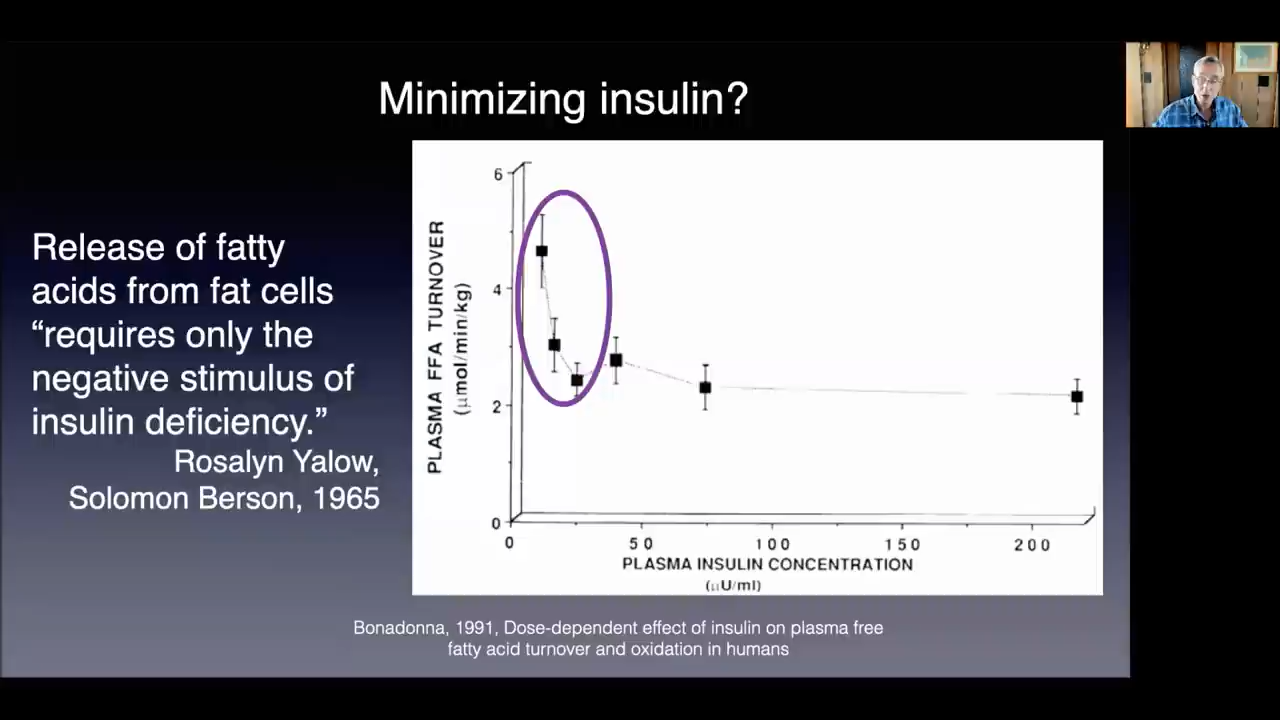 Minimizing insulin?
Release of fatty
acids from fat cells
“requires only the
negative stimulus of
insulin deficiency.”
Rosalyn Yalow,
Solomon Berson, 1965
PLASMA FFA TURNOVER
(μmol/min/kg)
6
4
2
0
0 50 100 150 200
PLASMA INSULIN CONCENTRATION
(μU/ml)
Bonadonna, 1991, Dose-dependent effect of insulin on plasma free
fatty acid turnover and oxidation in humans